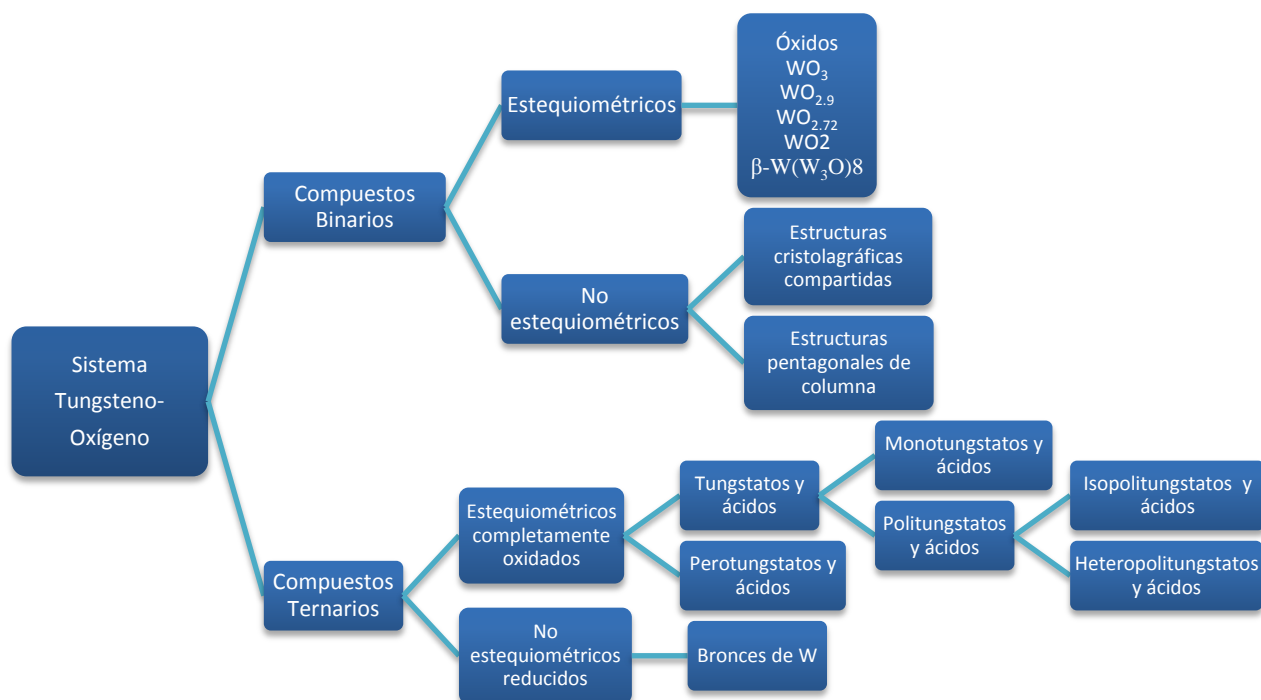 Sistema
Tungsteno-
Oxígeno
Compuestos
Binarios
Estequiométricos
Óxidos
WO₃
WO₂.₉
WO₂.₇₂
WO2
β-W(W₃O)8
No
estequiométricos
Estructuras
cristolagráficas
compartidas
Estructuras
pentagonales de
columna
Compuestos
Ternarios
Estequiométricos
completamente
oxidados
Tungstatos y
ácidos
Monotungstatos y
ácidos
Politungstatos
y ácidos
Isopolitungstatos y
ácidos
Heteropolitungstatos
y ácidos
Perotungstatos y
ácidos
No
estequiométricos
reducidos
Bronces de W